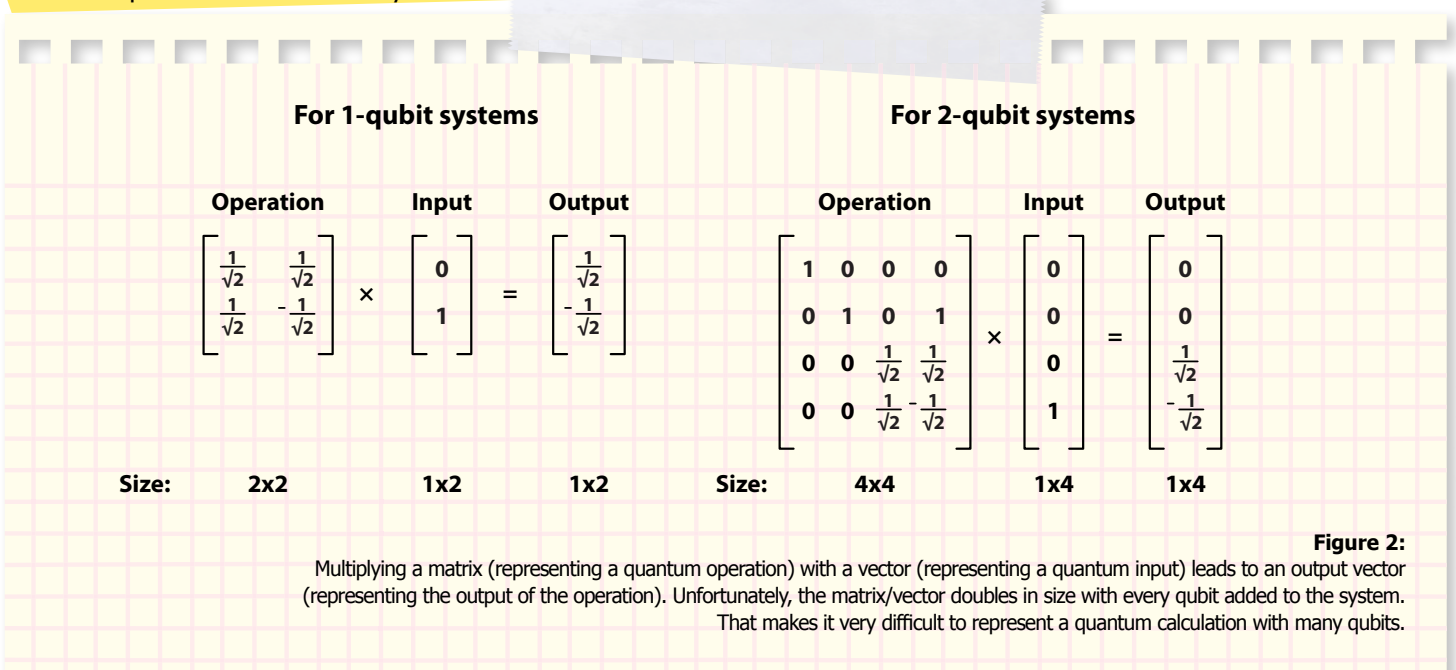 For 1-qubit systems
For 2-qubit systems
Operation Input Output
Operation Input Output
1/√2 1/√2 0 1/√2
× =
1/√2 -1/√2 1 -1/√2
1 0 0 0 0 0
0 1 0 1 0 0
× =
0 0 1/√2 1/√2 0 1/√2
0 0 1/√2 -1/√2 1 -1/√2
Size: 2x2 1x2 1x2
Size: 4x4 1x4 1x4
Figure 2:
Multiplying a matrix (representing a quantum operation) with a vector (representing a quantum input) leads to an output vector
(representing the output of the operation). Unfortunately, the matrix/vector doubles in size with every qubit added to the system.
That makes it very difficult to represent a quantum calculation with many qubits.